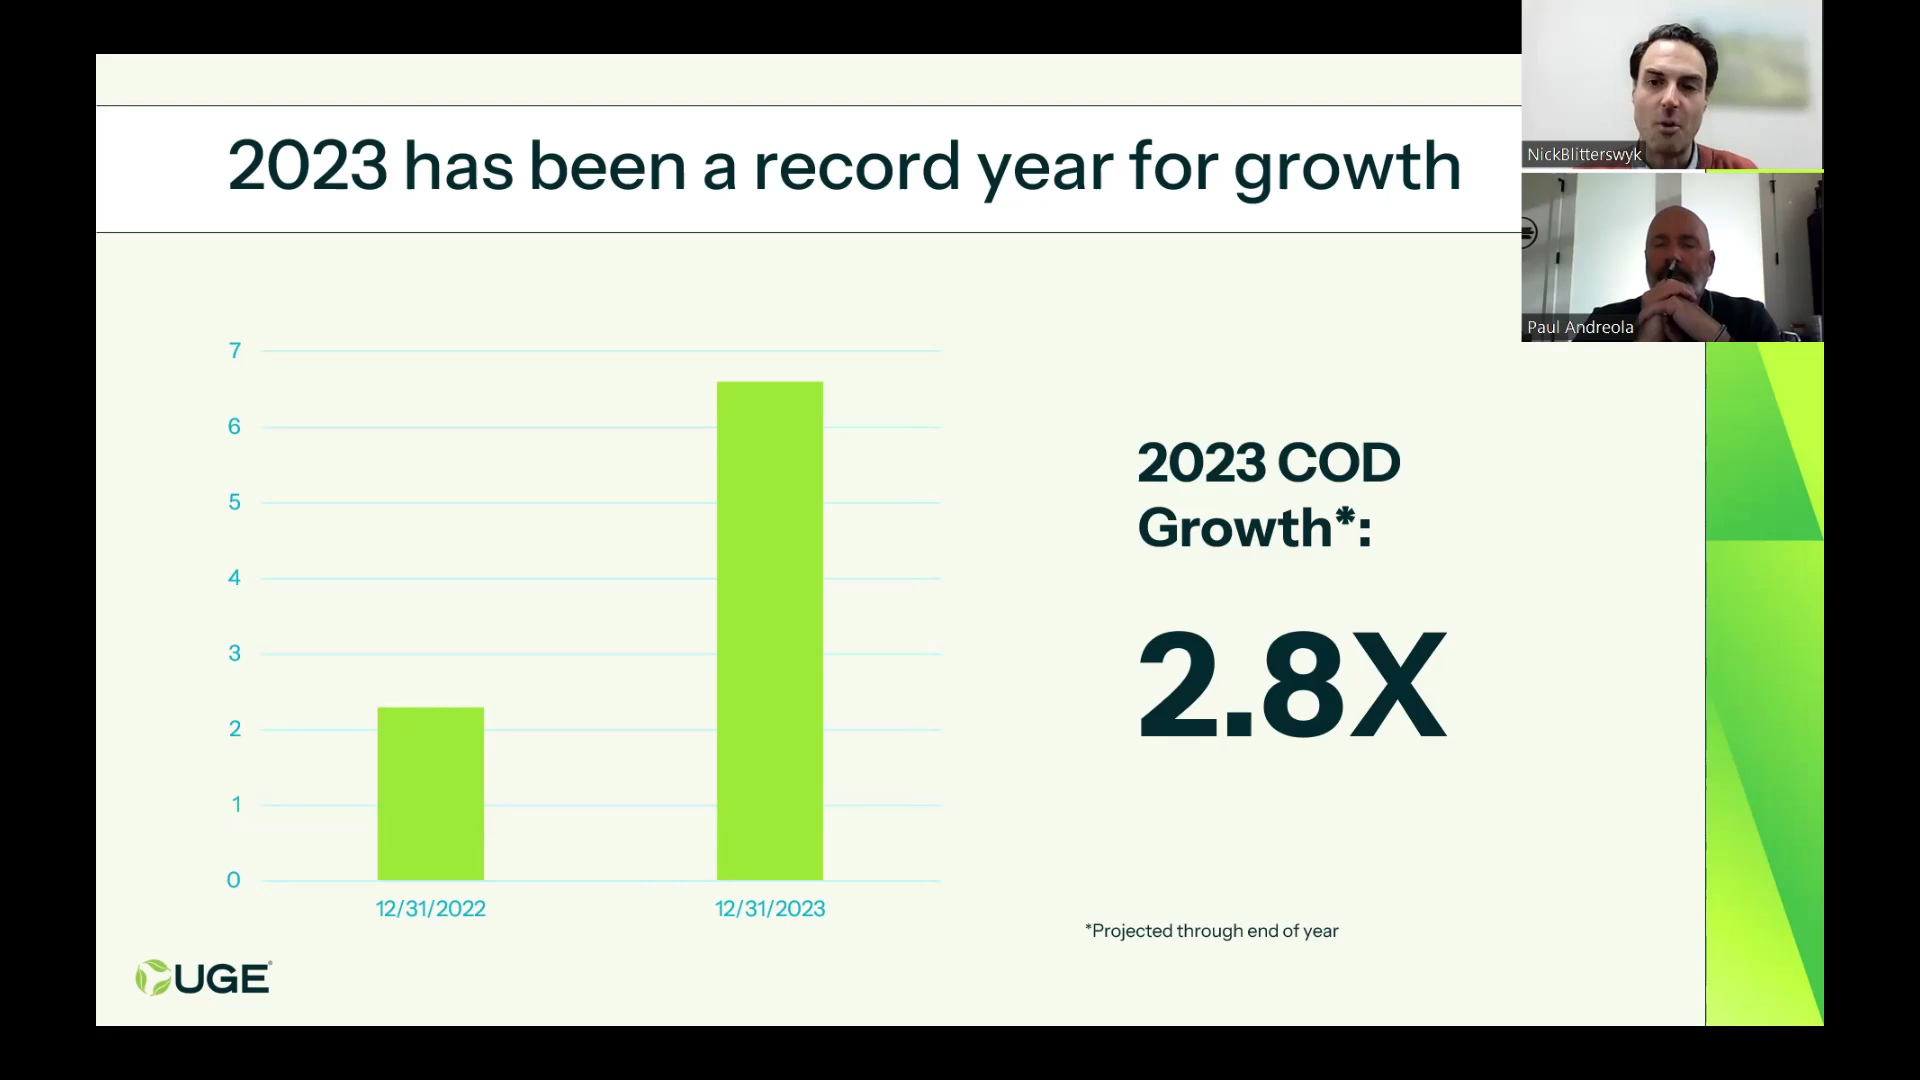 2023 has been a record year for growth
NickBlitterswyk
Paul Andreola
7
6
5
4
3
2
1
0
12/31/2022
12/31/2023
2023 COD
Growth*:
2.8X
*Projected through end of year
UGE®